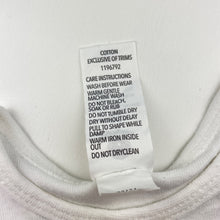 COTTON
EXCLUSIVE OF TRIMS
1196792
CARE INSTRUCTIONS
WASH BEFORE WEAR
WARM GENTLE
MACHINE WASH
DO NOT BLEACH,
SOAK OR RUB
DO NOT TUMBLE DRY
DRY WITHOUT DELAY
PULL TO SHAPE WHILE
DAMP
WARM IRON INSIDE
OUT
DO NOT DRYCLEAN